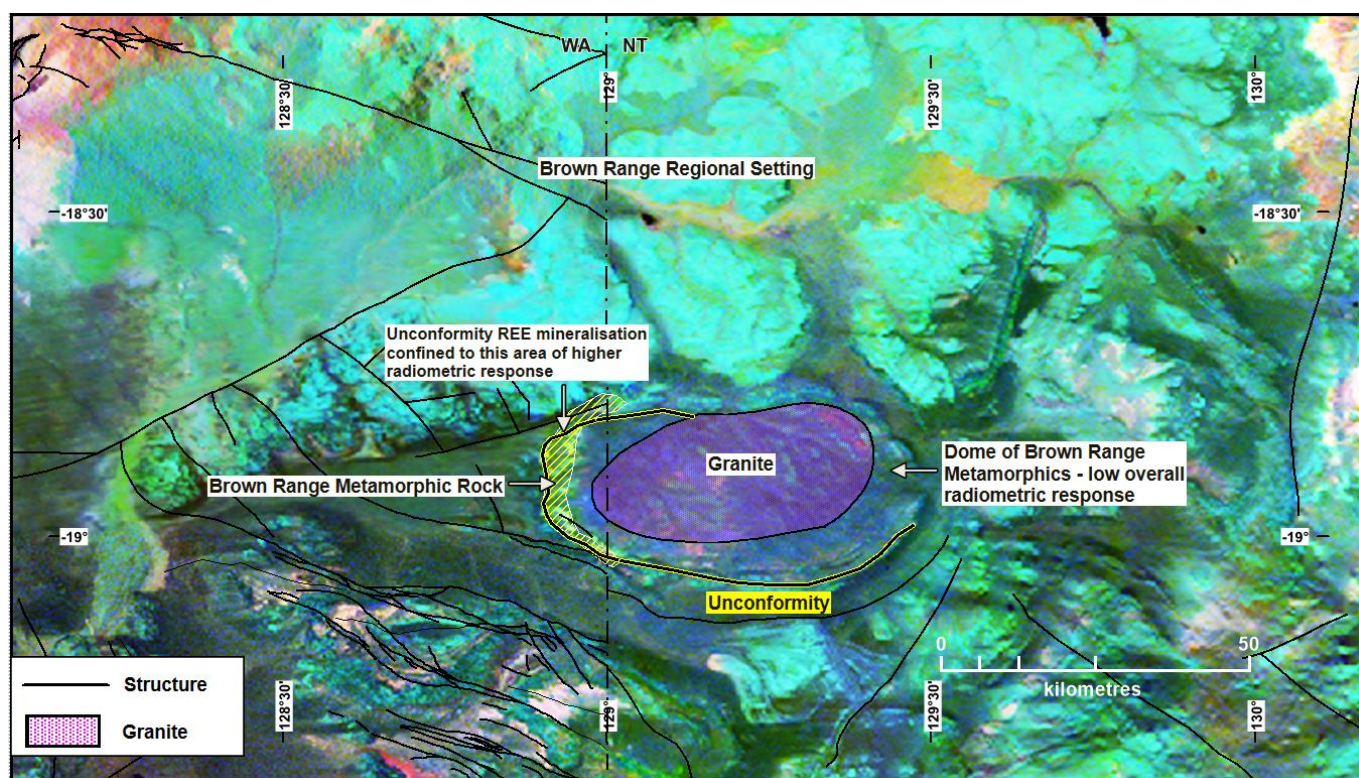 WA NT
128°30'
129°
129°30'
130°
Brown Range Regional Setting
-18°30'
-18°30'
Unconformity REE mineralisation
confined to this area of higher
radiometric response
Granite
Dome of Brown Range
Metamorphics - low overall
radiometric response
Brown Range Metamorphic Rock
-19°
-19°
Unconformity
0 50
kilometres
Structure
Granite
128°30'
129°
129°30'
130°